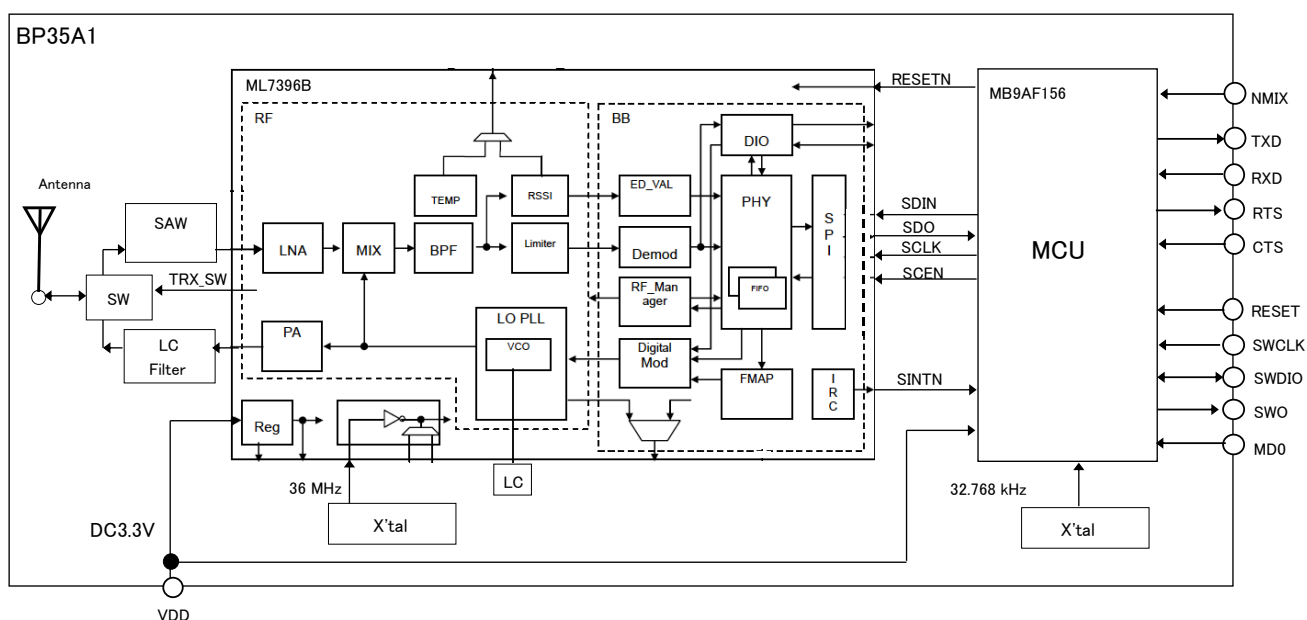 BP35A1
ML7396B
RF
BB
RESETN
MB9AF156
NMIX
TXD
RXD
RTS
CTS
Antenna
SAW
TEMP
RSSI
ED_VAL
DIO
PHY
S
P
I
SDIN
SDO
SCLK
SCEN
MCU
LNA
MIX
BPF
Limiter
Demod
TRX_SW
SW
RF_Man
ager
FIFO
LO PLL
VCO
PA
LC
Filter
Digital
Mod
FMAP
I
R
C
SINTN
RESET
SWCLK
SWDIO
SWO
MD0
Reg
36 MHz
LC
32.768 kHz
X'tal
X'tal
DC3.3V
VDD